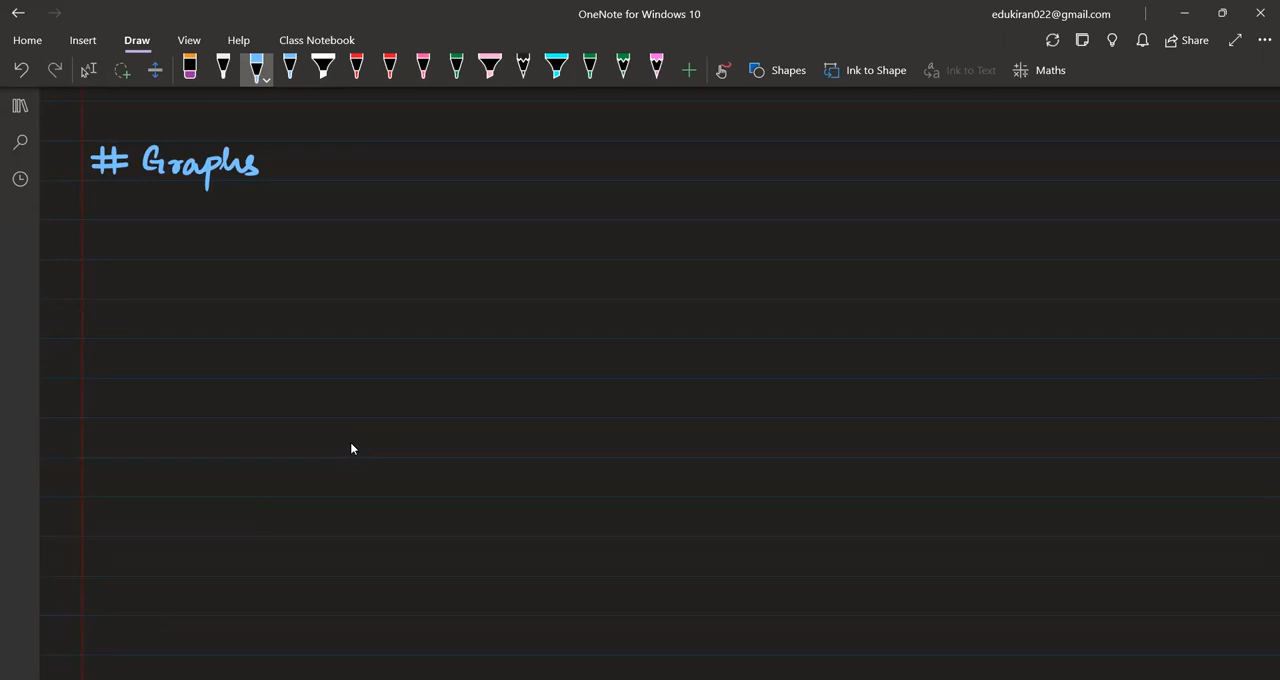 OneNote for Windows 10
edukiran022@gmail.com
Home Insert Draw View Help Class Notebook
Share
Shapes Ink to Shape Ink to Text Maths
# Graphs